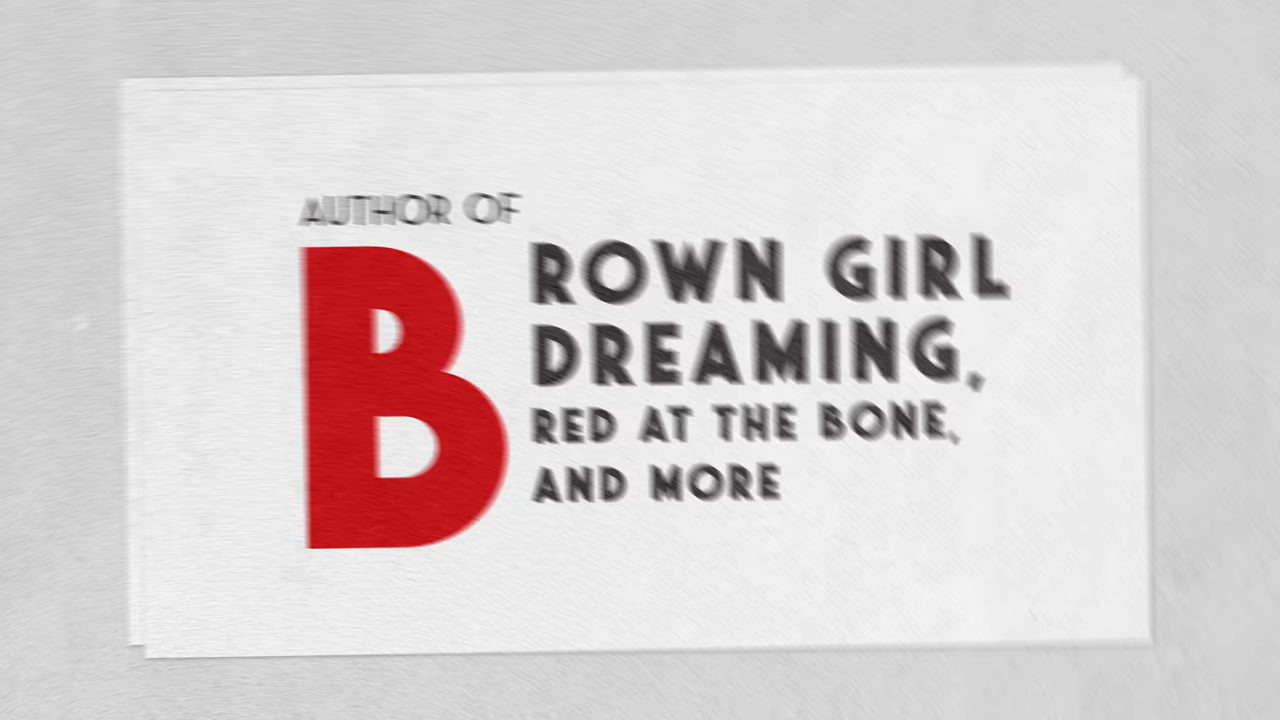 AUTHOR OF
BROWN GIRL
DREAMING,
RED AT THE BONE,
AND MORE